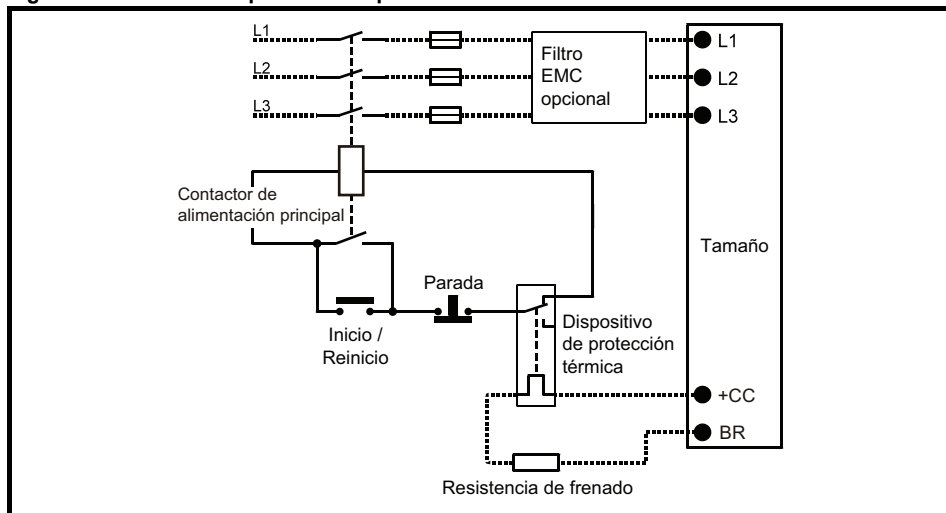 L1
L2
L3
Filtro
EMC
opcional
L1
L2
L3
Contactor de
alimentación principal
Tamaño
Parada
Inicio /
Reinicio
Dispositivo
de protección
térmica
+CC
BR
Resistencia de frenado